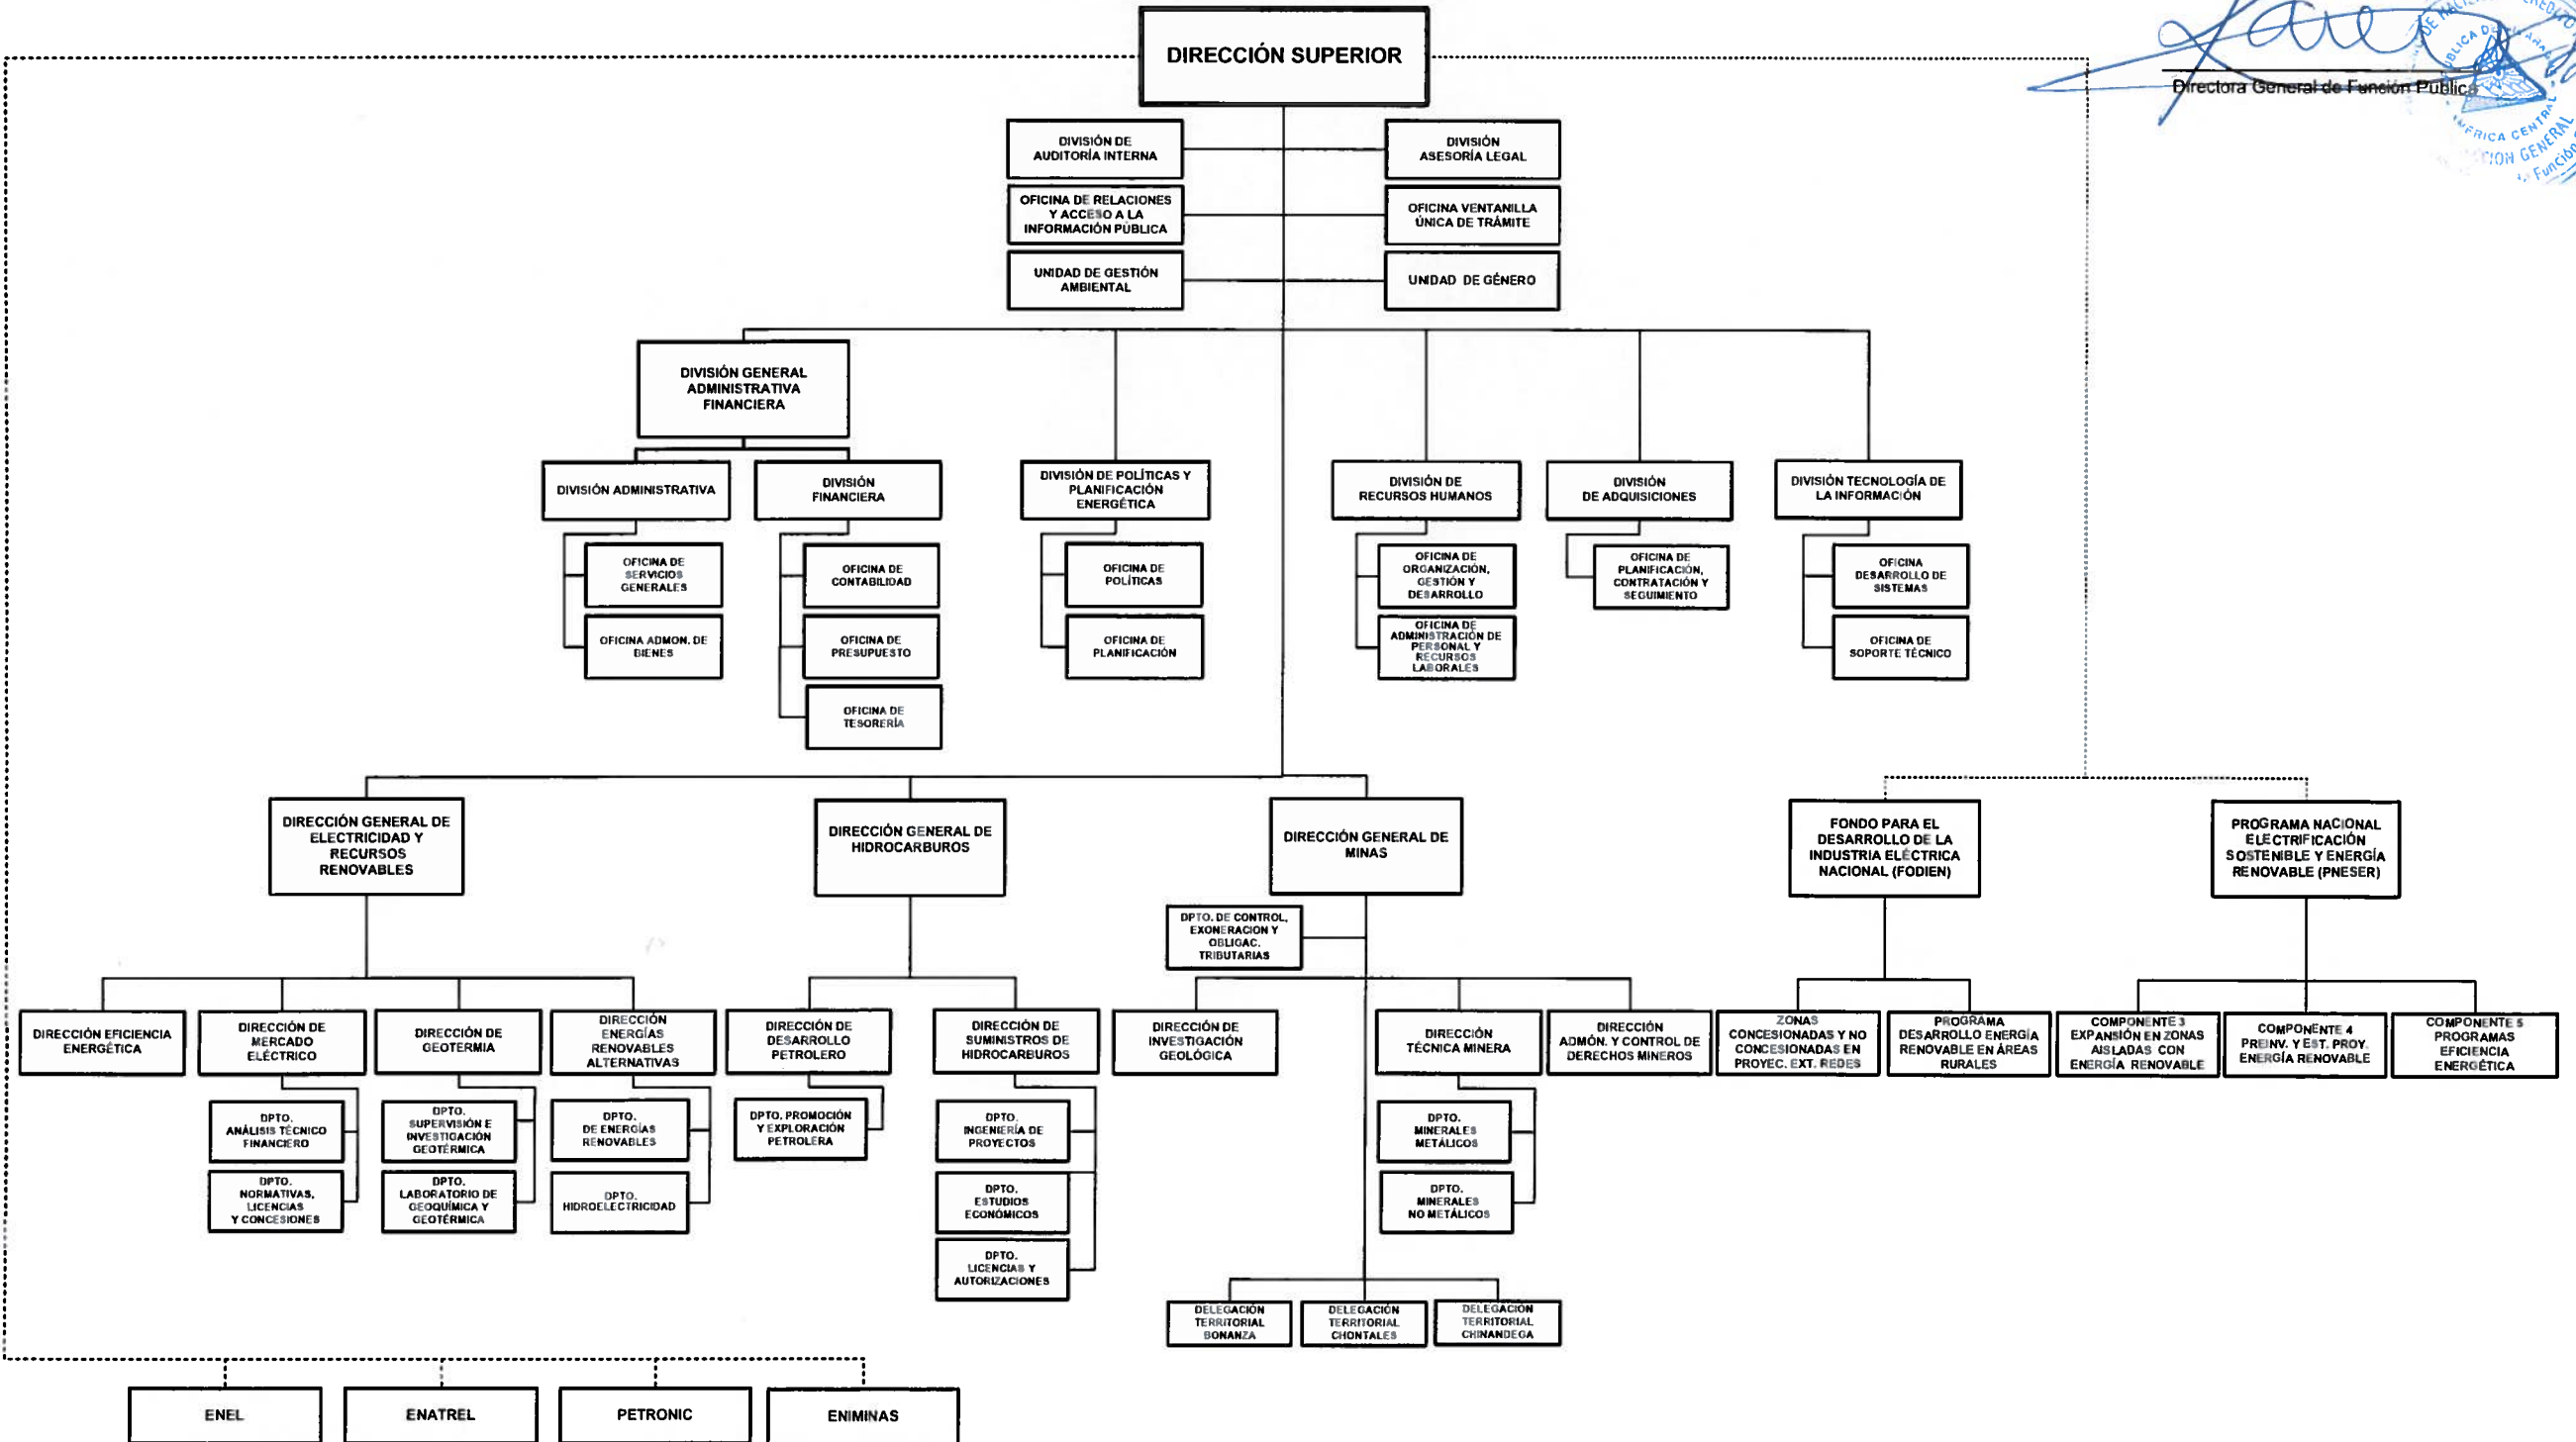 DIRECCIÓN SUPERIOR
Directora General de Función Pública
DIVISIÓN DE
AUDITORÍA INTERNA
DIVISIÓN
ASESORÍA LEGAL
OFICINA DE RELACIONES
Y ACCESO A LA
INFORMACIÓN PÚBLICA
OFICINA VENTANILLA
ÚNICA DE TRÁMITE
UNIDAD DE GESTIÓN
AMBIENTAL
UNIDAD DE GÉNERO
DIVISIÓN GENERAL
ADMINISTRATIVA
FINANCIERA
DIVISIÓN ADMINISTRATIVA
DIVISIÓN
FINANCIERA
DIVISIÓN DE POLÍTICAS Y
PLANIFICACIÓN
ENERGÉTICA
DIVISIÓN DE
RECURSOS HUMANOS
DIVISIÓN
DE ADQUISICIONES
DIVISIÓN TECNOLOGÍA DE
LA INFORMACIÓN
OFICINA DE
SERVICIOS
GENERALES
OFICINA DE
CONTABILIDAD
OFICINA DE
POLÍTICAS
OFICINA DE
ORGANIZACIÓN,
GESTIÓN Y
DESARROLLO
OFICINA DE
PLANIFICACIÓN,
CONTRATACIÓN Y
SEGUIMIENTO
OFICINA
DESARROLLO DE
SISTEMAS
OFICINA ADMON. DE
BIENES
OFICINA DE
PRESUPUESTO
OFICINA DE
PLANIFICACIÓN
OFICINA DE
ADMINISTRACIÓN DE
PERSONAL Y
RECURSOS
LABORALES
OFICINA DE
SOPORTE TÉCNICO
OFICINA DE
TESORERÍA
DIRECCIÓN GENERAL DE
ELECTRICIDAD Y
RECURSOS
RENOVABLES
DIRECCIÓN GENERAL DE
HIDROCARBUROS
DIRECCIÓN GENERAL DE
MINAS
FONDO PARA EL
DESARROLLO DE LA
INDUSTRIA ELÉCTRICA
NACIONAL (FODIEN)
PROGRAMA NACIONAL
ELECTRIFICACIÓN
SOSTENIBLE Y ENERGÍA
RENOVABLE (PNESER)
DPTO. DE CONTROL,
EXONERACION Y
OBLIGAC.
TRIBUTARIAS
DIRECCIÓN EFICIENCIA
ENERGÉTICA
DIRECCIÓN DE
MERCADO
ELÉCTRICO
DIRECCIÓN DE
GEOTERMIA
DIRECCIÓN
ENERGÍAS
RENOVABLES
ALTERNATIVAS
DIRECCIÓN DE
DESARROLLO
PETROLERO
DIRECCIÓN DE
SUMINISTROS DE
HIDROCARBUROS
DIRECCIÓN DE
INVESTIGACIÓN
GEOLÓGICA
DIRECCIÓN
TÉCNICA MINERA
DIRECCIÓN
ADMÓN. Y CONTROL DE
DERECHOS MINEROS
ZONAS
CONCESIONADAS Y NO
CONCESIONADAS EN
PROYEC. EXT. REDES
PROGRAMA
DESARROLLO ENERGÍA
RENOVABLE EN ÁREAS
RURALES
COMPONENTE 3
EXPANSIÓN EN ZONAS
AISLADAS CON
ENERGÍA RENOVABLE
COMPONENTE 4
PREINV. Y EST. PROY.
ENERGÍA RENOVABLE
COMPONENTE 5
PROGRAMAS
EFICIENCIA
ENERGÉTICA
DPTO.
ANÁLISIS TÉCNICO
FINANCIERO
DPTO.
SUPERVISIÓN E
INVESTIGACIÓN
GEOTÉRMICA
DPTO.
DE ENERGÍAS
RENOVABLES
DPTO. PROMOCIÓN
Y EXPLORACIÓN
PETROLERA
DPTO.
INGENIERÍA DE
PROYECTOS
DPTO.
MINERALES
METÁLICOS
DPTO.
NORMATIVAS,
LICENCIAS
Y CONCESIONES
DPTO.
LABORATORIO DE
GEOQUÍMICA Y
GEOTÉRMICA
DPTO.
HIDROELECTRICIDAD
DPTO.
ESTUDIOS
ECONÓMICOS
DPTO.
MINERALES
NO METÁLICOS
DPTO.
LICENCIAS Y
AUTORIZACIONES
DELEGACIÓN
TERRITORIAL
BONANZA
DELEGACIÓN
TERRITORIAL
CHONTALES
DELEGACIÓN
TERRITORIAL
CHINANDEGA
ENEL
ENATREL
PETRONIC
ENIMINAS